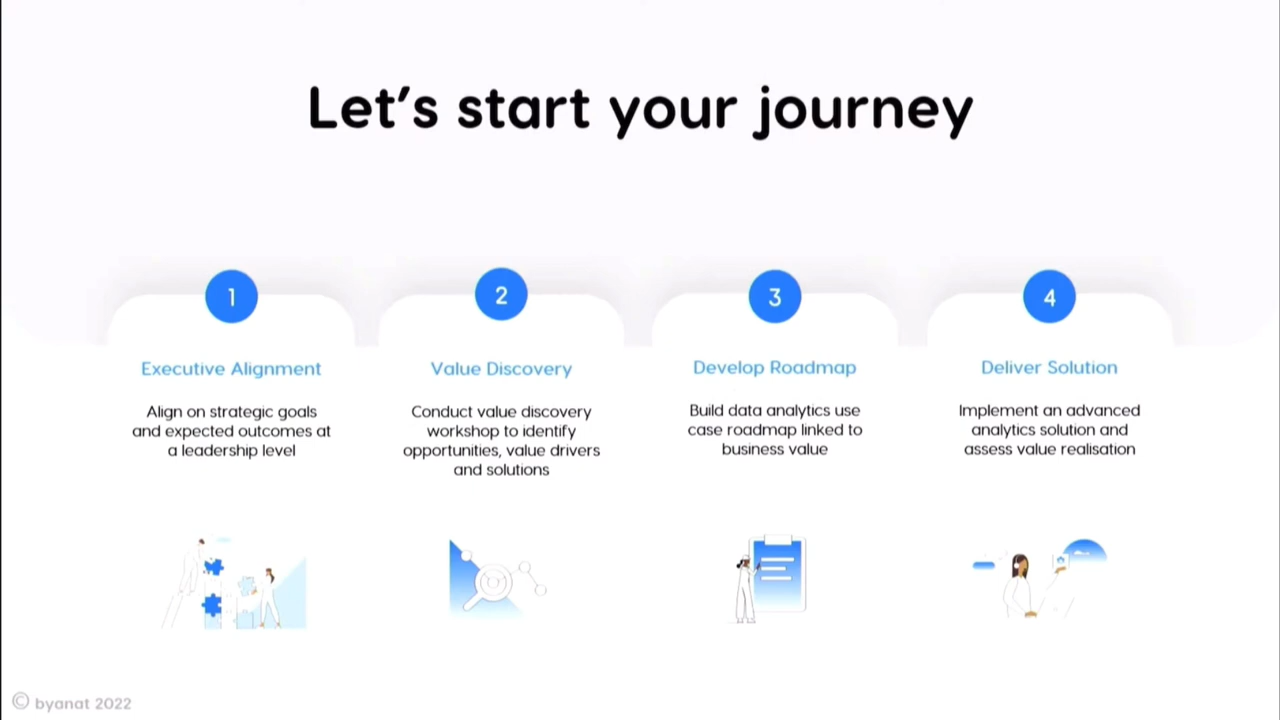 Let's start your journey
1
Executive Alignment
Align on strategic goals
and expected outcomes at
a leadership level
2
Value Discovery
Conduct value discovery
workshop to identify
opportunities, value drivers
and solutions
3
Develop Roadmap
Build data analytics use
case roadmap linked to
business value
4
Deliver Solution
Implement an advanced
analytics solution and
assess value realisation
© byanat 2022